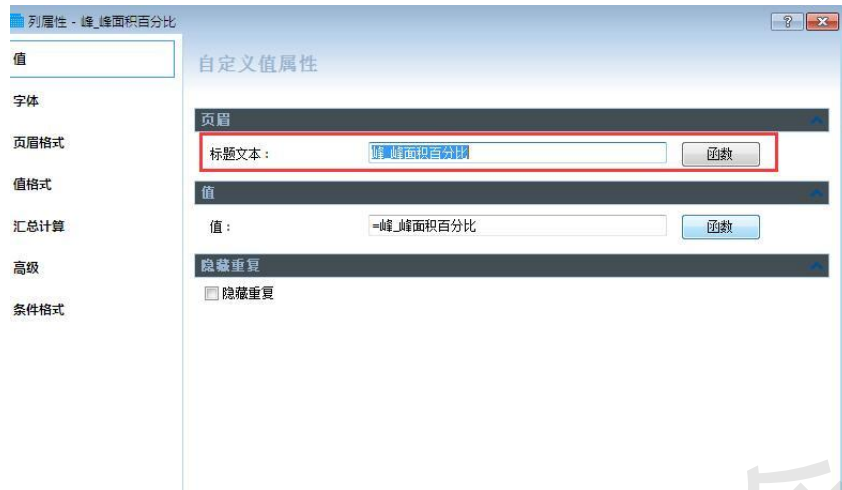 列属性 - 峰_峰面积百分比
?
值
自定义值属性
字体
页眉
页眉格式
标题文本：
峰_峰面积百分比
函数
值格式
值
汇总计算
值：
=峰_峰面积百分比
函数
高级
隐藏重复
隐藏重复
条件格式